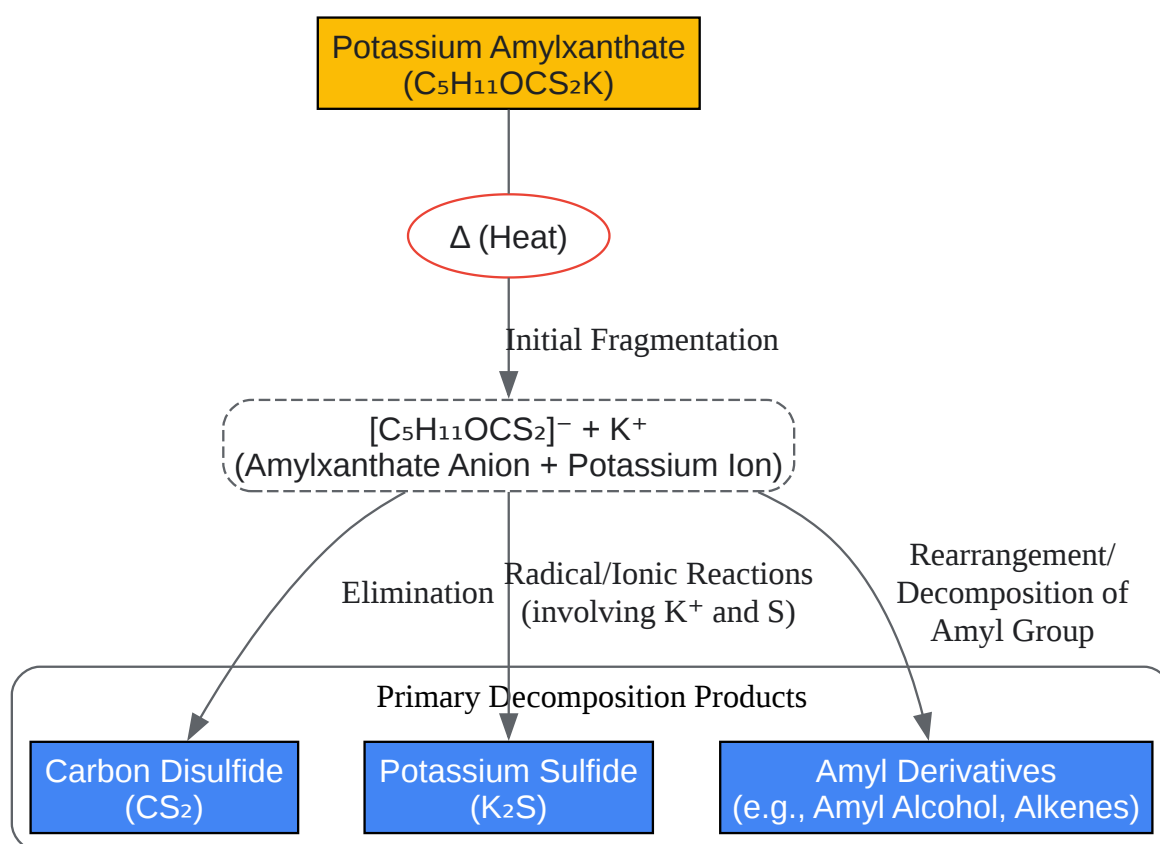 Potassium Amylxanthate
(C₅H₁₁OCS₂K)
Δ (Heat)
Initial Fragmentation
[C₅H₁₁OCS₂]⁻ + K⁺
(Amylxanthate Anion + Potassium Ion)
Elimination
Radical/Ionic Reactions
(involving K⁺ and S)
Rearrangement/
Decomposition of
Amyl Group
Primary Decomposition Products
Carbon Disulfide
(CS₂)
Potassium Sulfide
(K₂S)
Amyl Derivatives
(e.g., Amyl Alcohol, Alkenes)